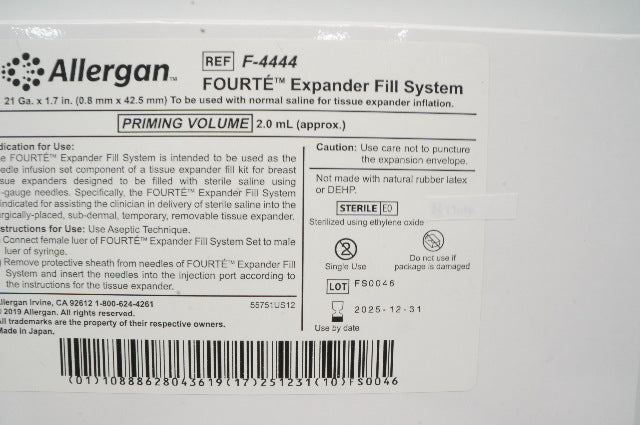 Allergan™
REF F-4444
FOURTÉ™ Expander Fill System
21 Ga. x 1.7 in. (0.8 mm x 42.5 mm) To be used with normal saline for tissue expander inflation.
PRIMING VOLUME 2.0 mL (approx.)
dication for Use:
e FOURTÉ™ Expander Fill System is intended to be used as the
edle infusion set component of a tissue expander fill kit for breast
sue expanders designed to be filled with sterile saline using
-gauge needles. Specifically, the FOURTÉ™ Expander Fill System
indicated for assisting the clinician in delivery of sterile saline into the
rgically-placed, sub-dermal, temporary, removable tissue expander.
structions for Use: Use Aseptic Technique.
Connect female luer of FOURTÉ™ Expander Fill System Set to male
luer of syringe.
Remove protective sheath from needles of FOURTÉ™ Expander Fill
System and insert the needles into the injection port according to
the instructions for the tissue expander.
llergan Irvine, CA 92612 1-800-624-4261 55751US12
2019 Allergan. All rights reserved.
ll trademarks are the property of their respective owners.
ade in Japan.
Caution: Use care not to puncture
the expansion envelope.
Not made with natural rubber latex
or DEHP.
STERILE EO
Sterilized using ethylene oxide
2
Single Use
Do not use if
package is damaged
LOT FS0046
2025-12-31
Use by date
(01)10888628043619(17)251231(10)FS0046